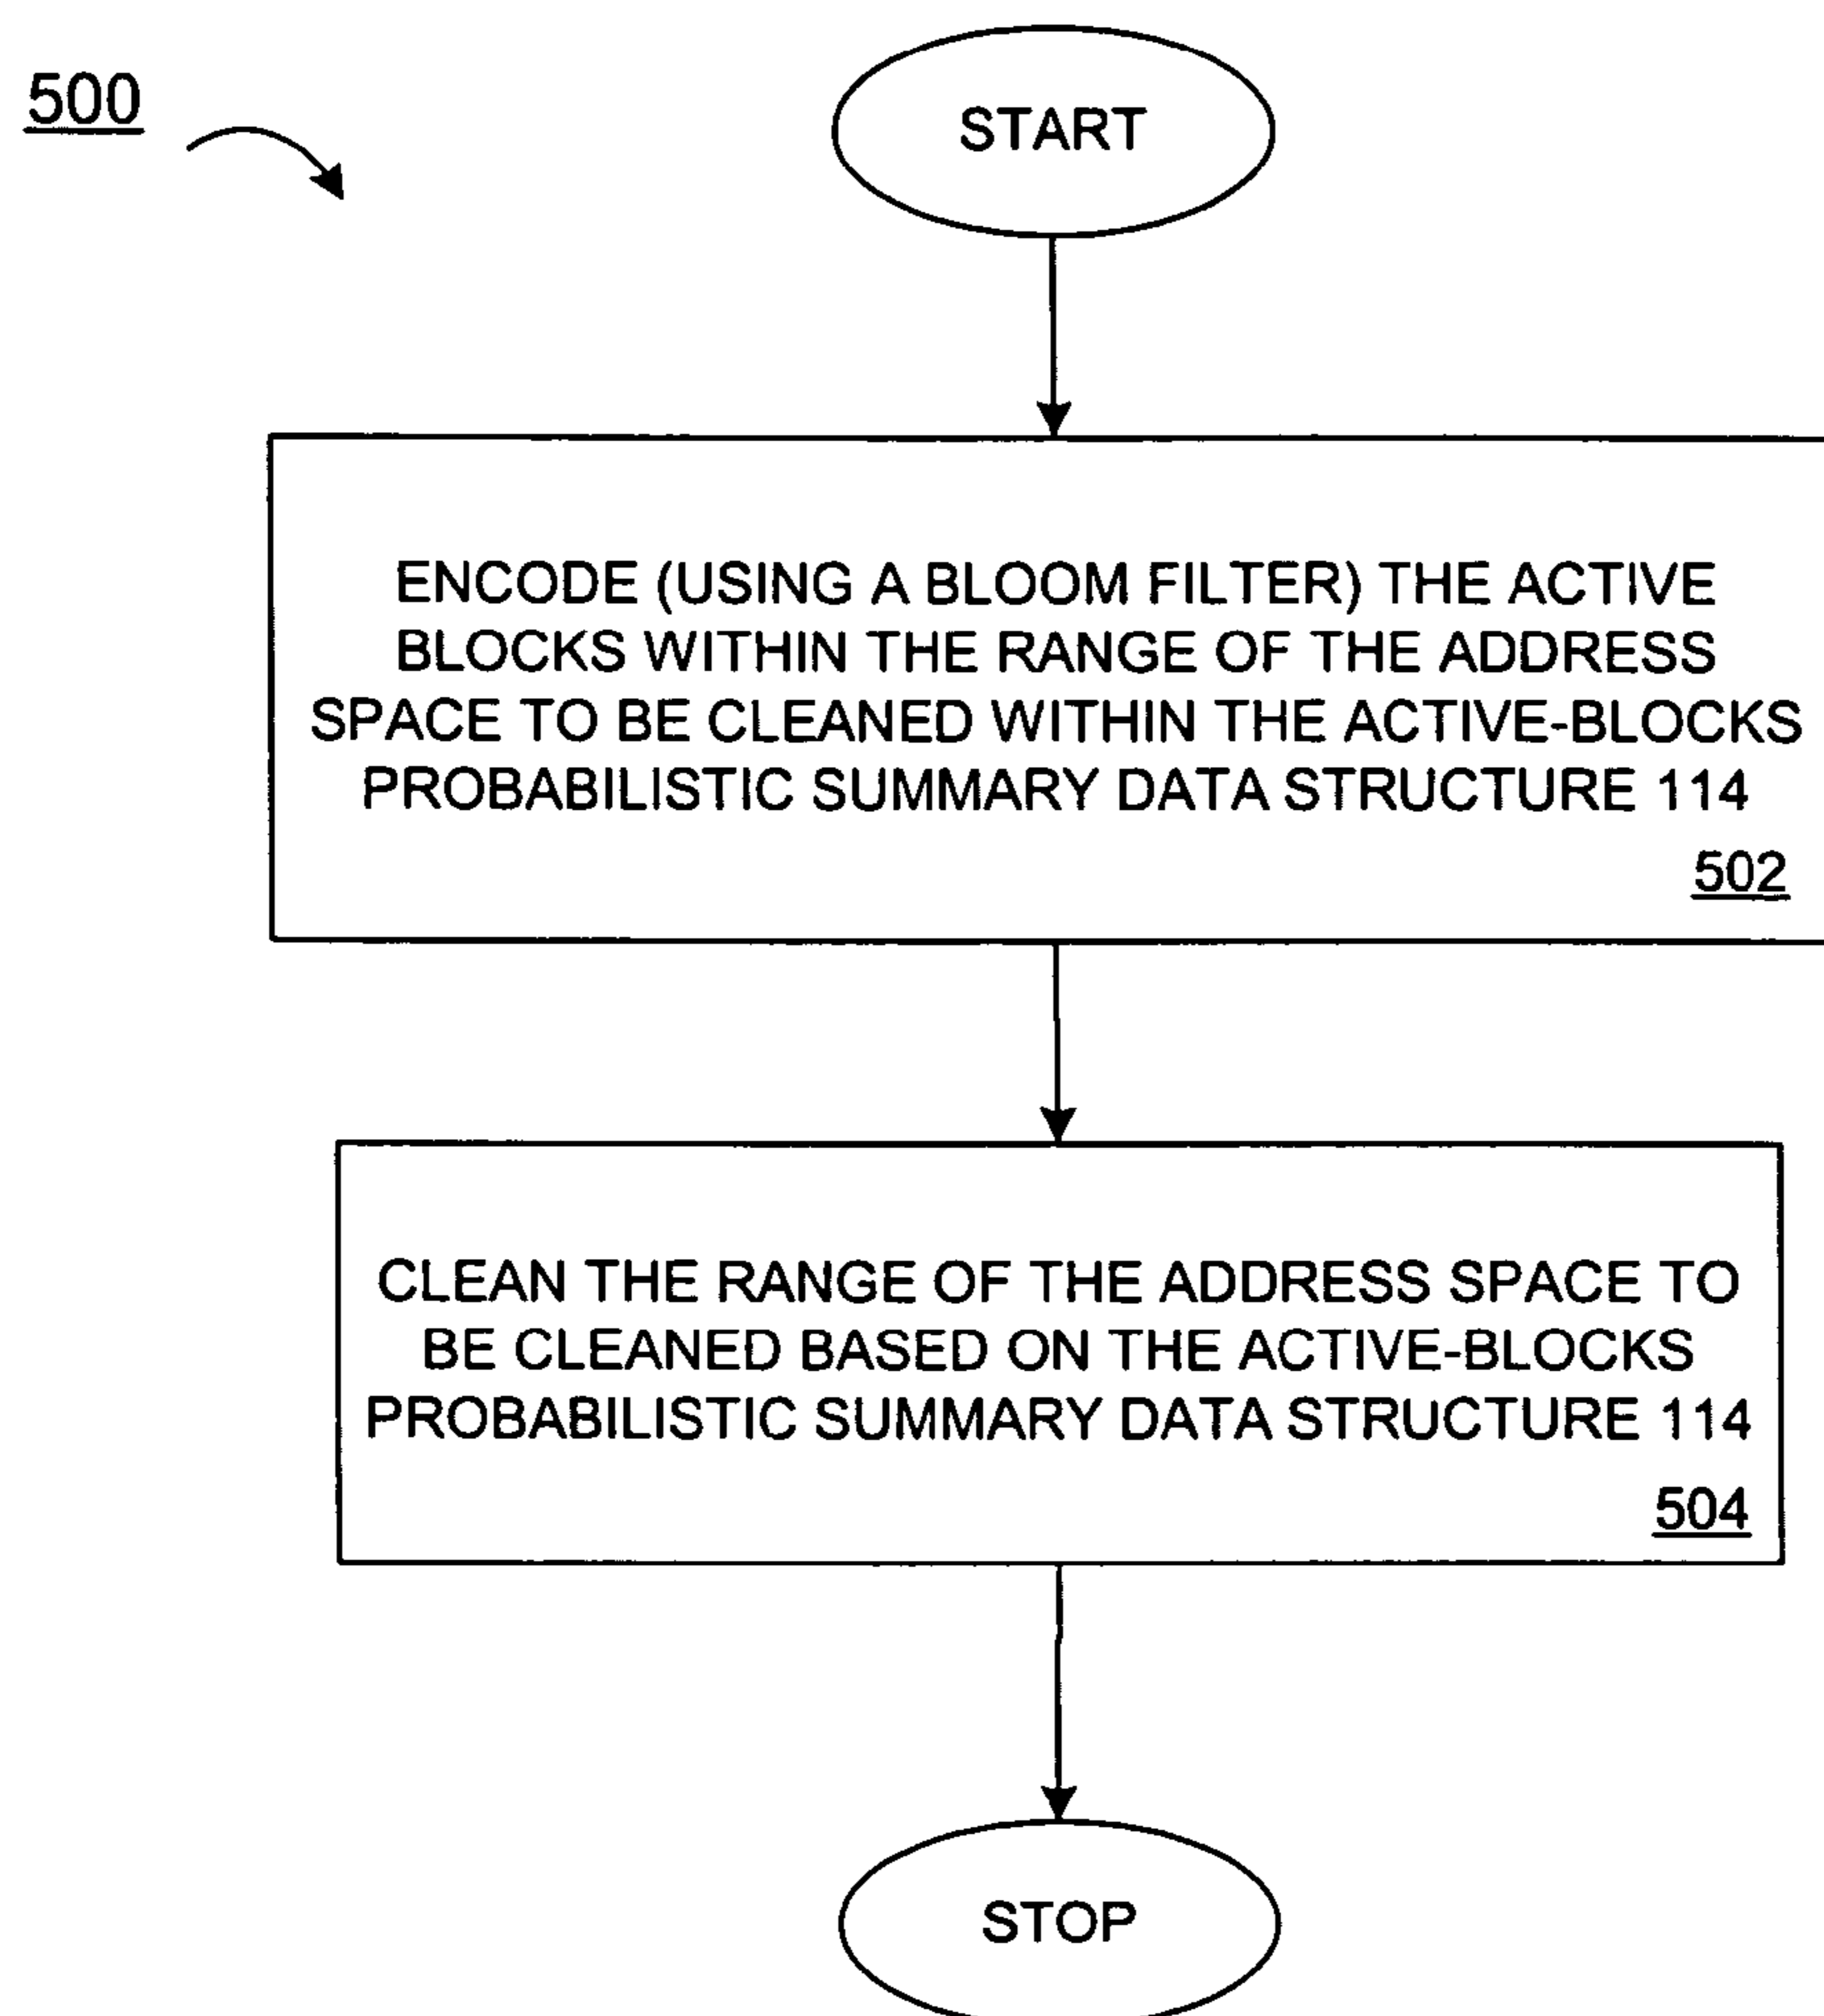 500
START
ENCODE (USING A BLOOM FILTER) THE ACTIVE
BLOCKS WITHIN THE RANGE OF THE ADDRESS
SPACE TO BE CLEANED WITHIN THE ACTIVE-BLOCKS
PROBABILISTIC SUMMARY DATA STRUCTURE 114
502
CLEAN THE RANGE OF THE ADDRESS SPACE TO
BE CLEANED BASED ON THE ACTIVE-BLOCKS
PROBABILISTIC SUMMARY DATA STRUCTURE 114
504
STOP